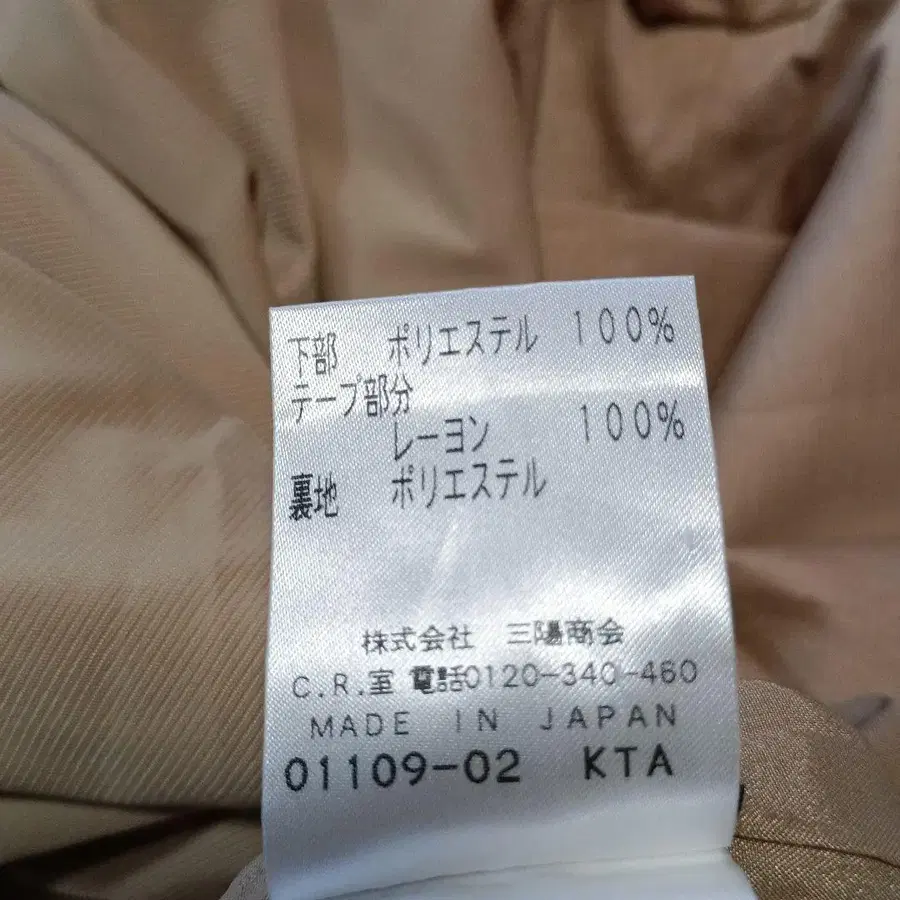 下部 ポリエステル 100%
テープ部分
レーヨン 100%
裏地 ポリエステル
株式会社 三陽商会
C.R.室 電話0120-340-460
MADE IN JAPAN
01109-02 KTA